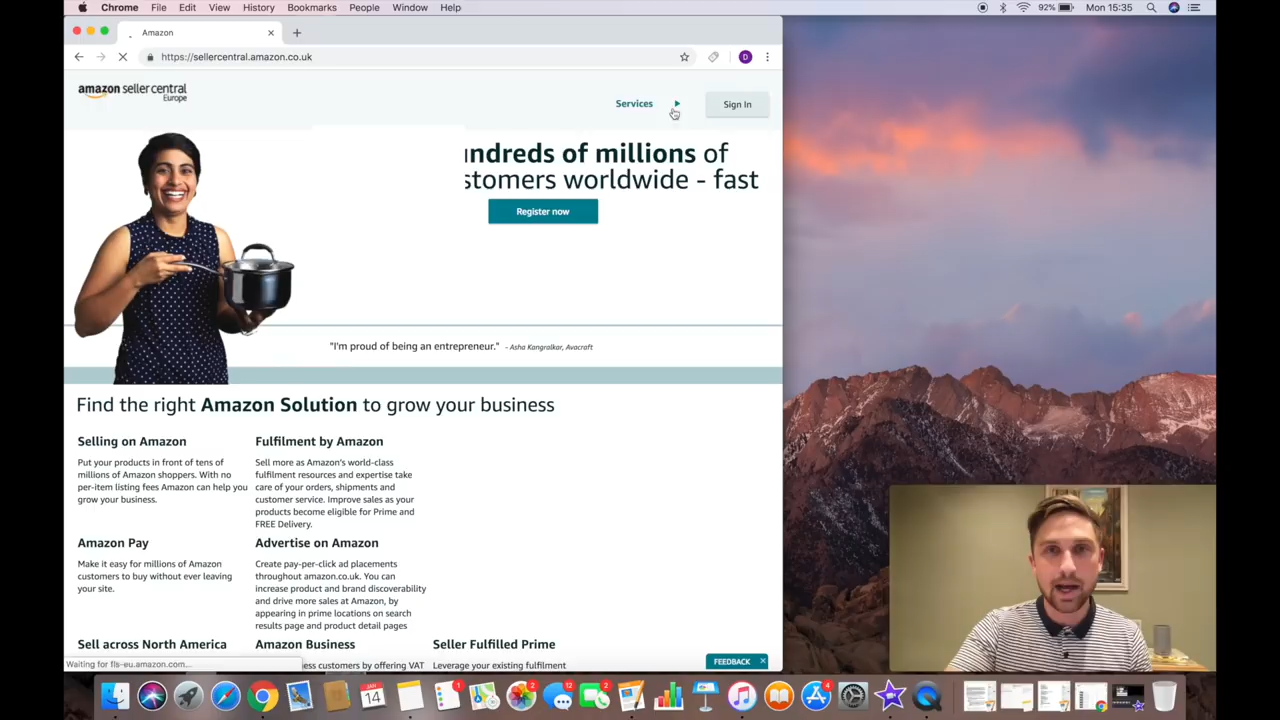 Chrome File Edit View History Bookmarks People Window Help 92% Mon 15:35
Amazon
https://sellercentral.amazon.co.uk D
amazon seller central
Europe
Services Sign In
undreds of millions of
stomers worldwide - fast
Register now
"I'm proud of being an entrepreneur." - Asha Kangralkar, Avacraft
Find the right Amazon Solution to grow your business
Selling on Amazon
Put your products in front of tens of
millions of Amazon shoppers. With no
per-item listing fees Amazon can help you
grow your business.
Fulfilment by Amazon
Sell more as Amazon's world-class
fulfilment resources and expertise take
care of your orders, shipments and
customer service. Improve sales as your
products become eligible for Prime and
FREE Delivery.
Amazon Pay
Make it easy for millions of Amazon
customers to buy without ever leaving
your site.
Advertise on Amazon
Create pay-per-click ad placements
throughout amazon.co.uk. You can
increase product and brand discoverability
and drive more sales at Amazon, by
appearing in prime locations on search
results page and product detail pages
Sell across North America
Amazon Business
ess customers by offering VAT
Seller Fulfilled Prime
Leverage your existing fulfilment
FEEDBACK
Waiting for fls-eu.amazon.com...
JAN
14
1
2
12
2
4